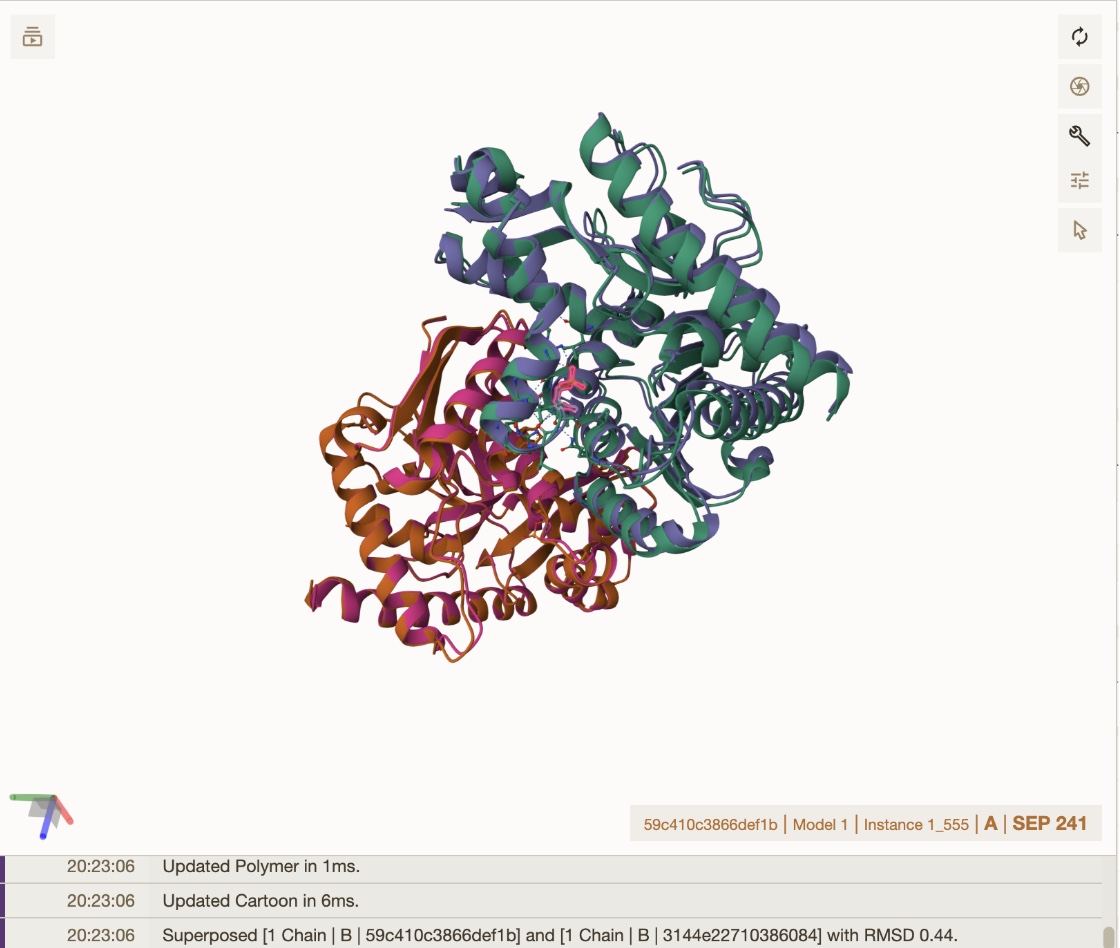 59c410c3866def1b | Model 1 | Instance 1_555 | A | SEP 241
20:23:06 Updated Polymer in 1ms.
20:23:06 Updated Cartoon in 6ms.
20:23:06 Superposed [1 Chain | B | 59c410c3866def1b] and [1 Chain | B | 3144e22710386084] with RMSD 0.44.